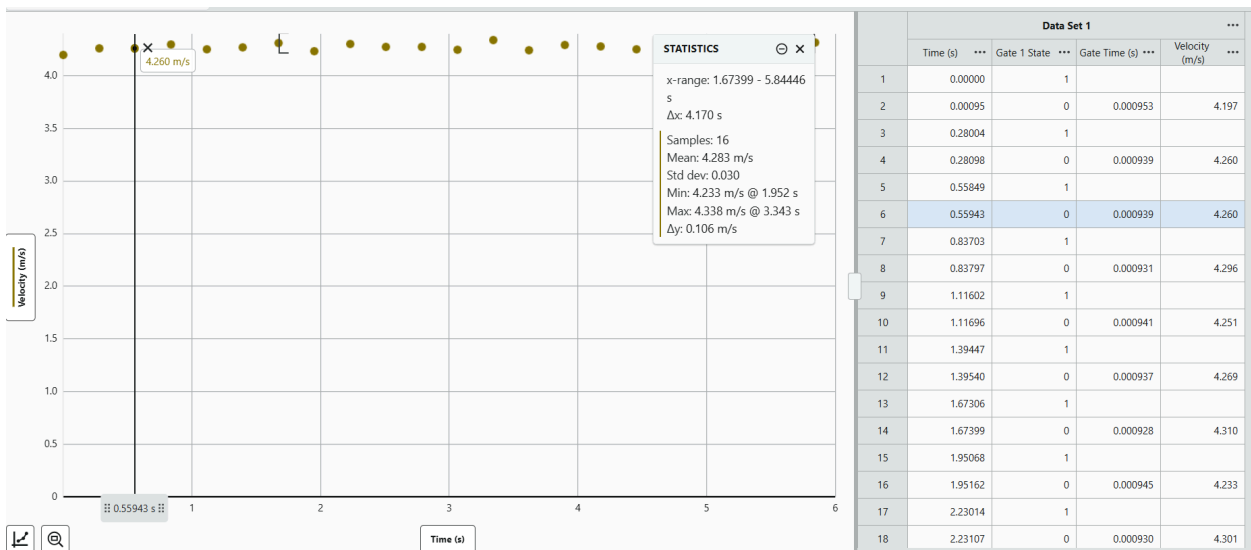 4.0
3.5
3.0
2.5
2.0
1.5
1.0
0.5
0
Velocity (m/s)
4.260 m/s
0.55943 s
1
2
3
4
5
6
Time (s)
STATISTICS
x-range: 1.67399 - 5.84446
s
Δx: 4.170 s
Samples: 16
Mean: 4.283 m/s
Std dev: 0.030
Min: 4.233 m/s @ 1.952 s
Max: 4.338 m/s @ 3.343 s
Δy: 0.106 m/s
Data Set 1 ...
Time (s) ... Gate 1 State ... Gate Time (s) ... Velocity (m/s) ...
1 0.00000 1
2 0.00095 0 0.000953 4.197
3 0.28004 1
4 0.28098 0 0.000939 4.260
5 0.55849 1
6 0.55943 0 0.000939 4.260
7 0.83703 1
8 0.83797 0 0.000931 4.296
9 1.11602 1
10 1.11696 0 0.000941 4.251
11 1.39447 1
12 1.39540 0 0.000937 4.269
13 1.67306 1
14 1.67399 0 0.000928 4.310
15 1.95068 1
16 1.95162 0 0.000945 4.233
17 2.23014 1
18 2.23107 0 0.000930 4.301